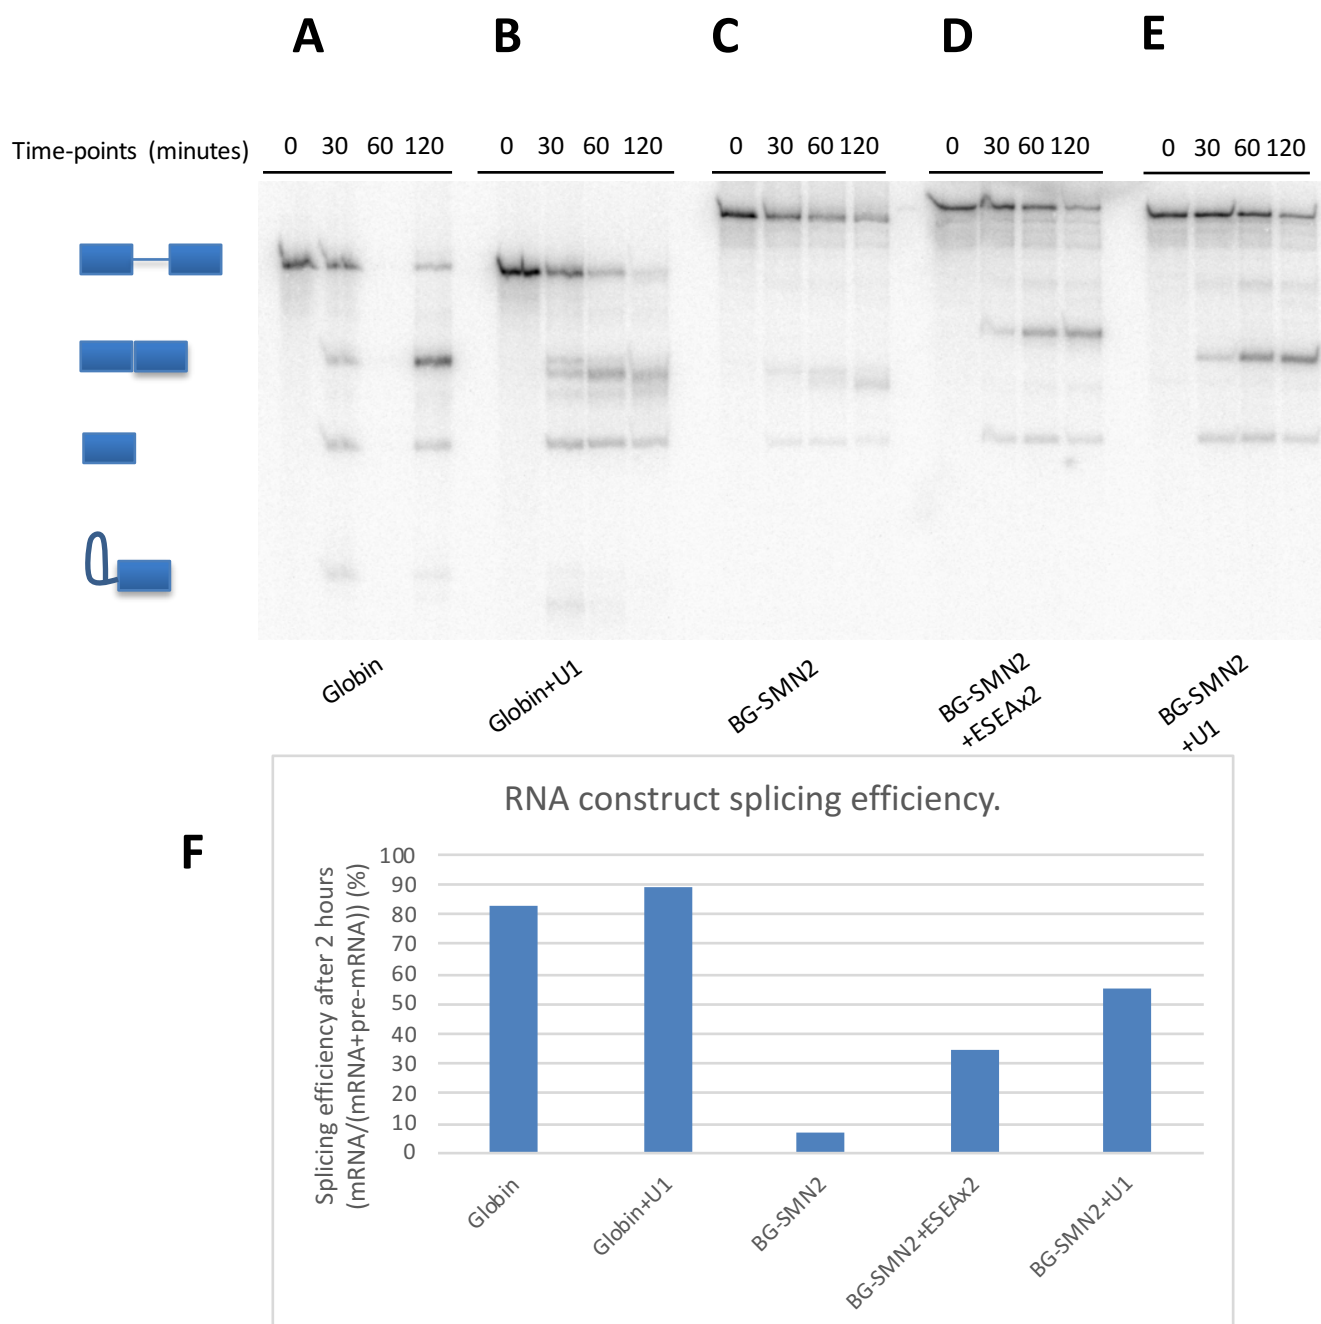 A B C D E
Time-points (minutes) 0 30 60 120 0 30 60 120 0 30 60 120 0 30 60 120 0 30 60 120
Globin
Globin+U1
BG-SMN2
BG-SMN2
+ESEAx2
BG-SMN2
+U1
F
RNA construct splicing efficiency.
Splicing efficiency after 2 hours
(mRNA/(mRNA+pre-mRNA)) (%)
100
90
80
70
60
50
40
30
20
10
0
Globin
Globin+U1
BG-SMN2
BG-SMN2+ESEAx2
BG-SMN2+U1